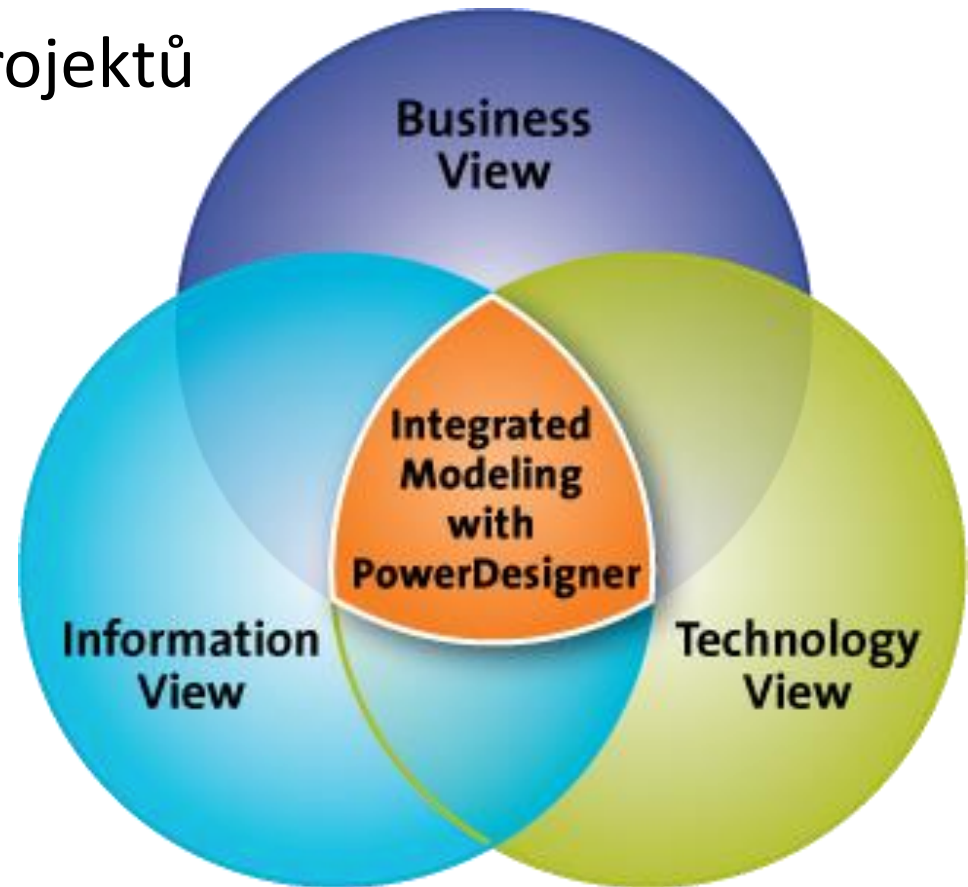 rojektů
Business
View
Integrated
Modeling
with
PowerDesigner
Information
View
Technology
View